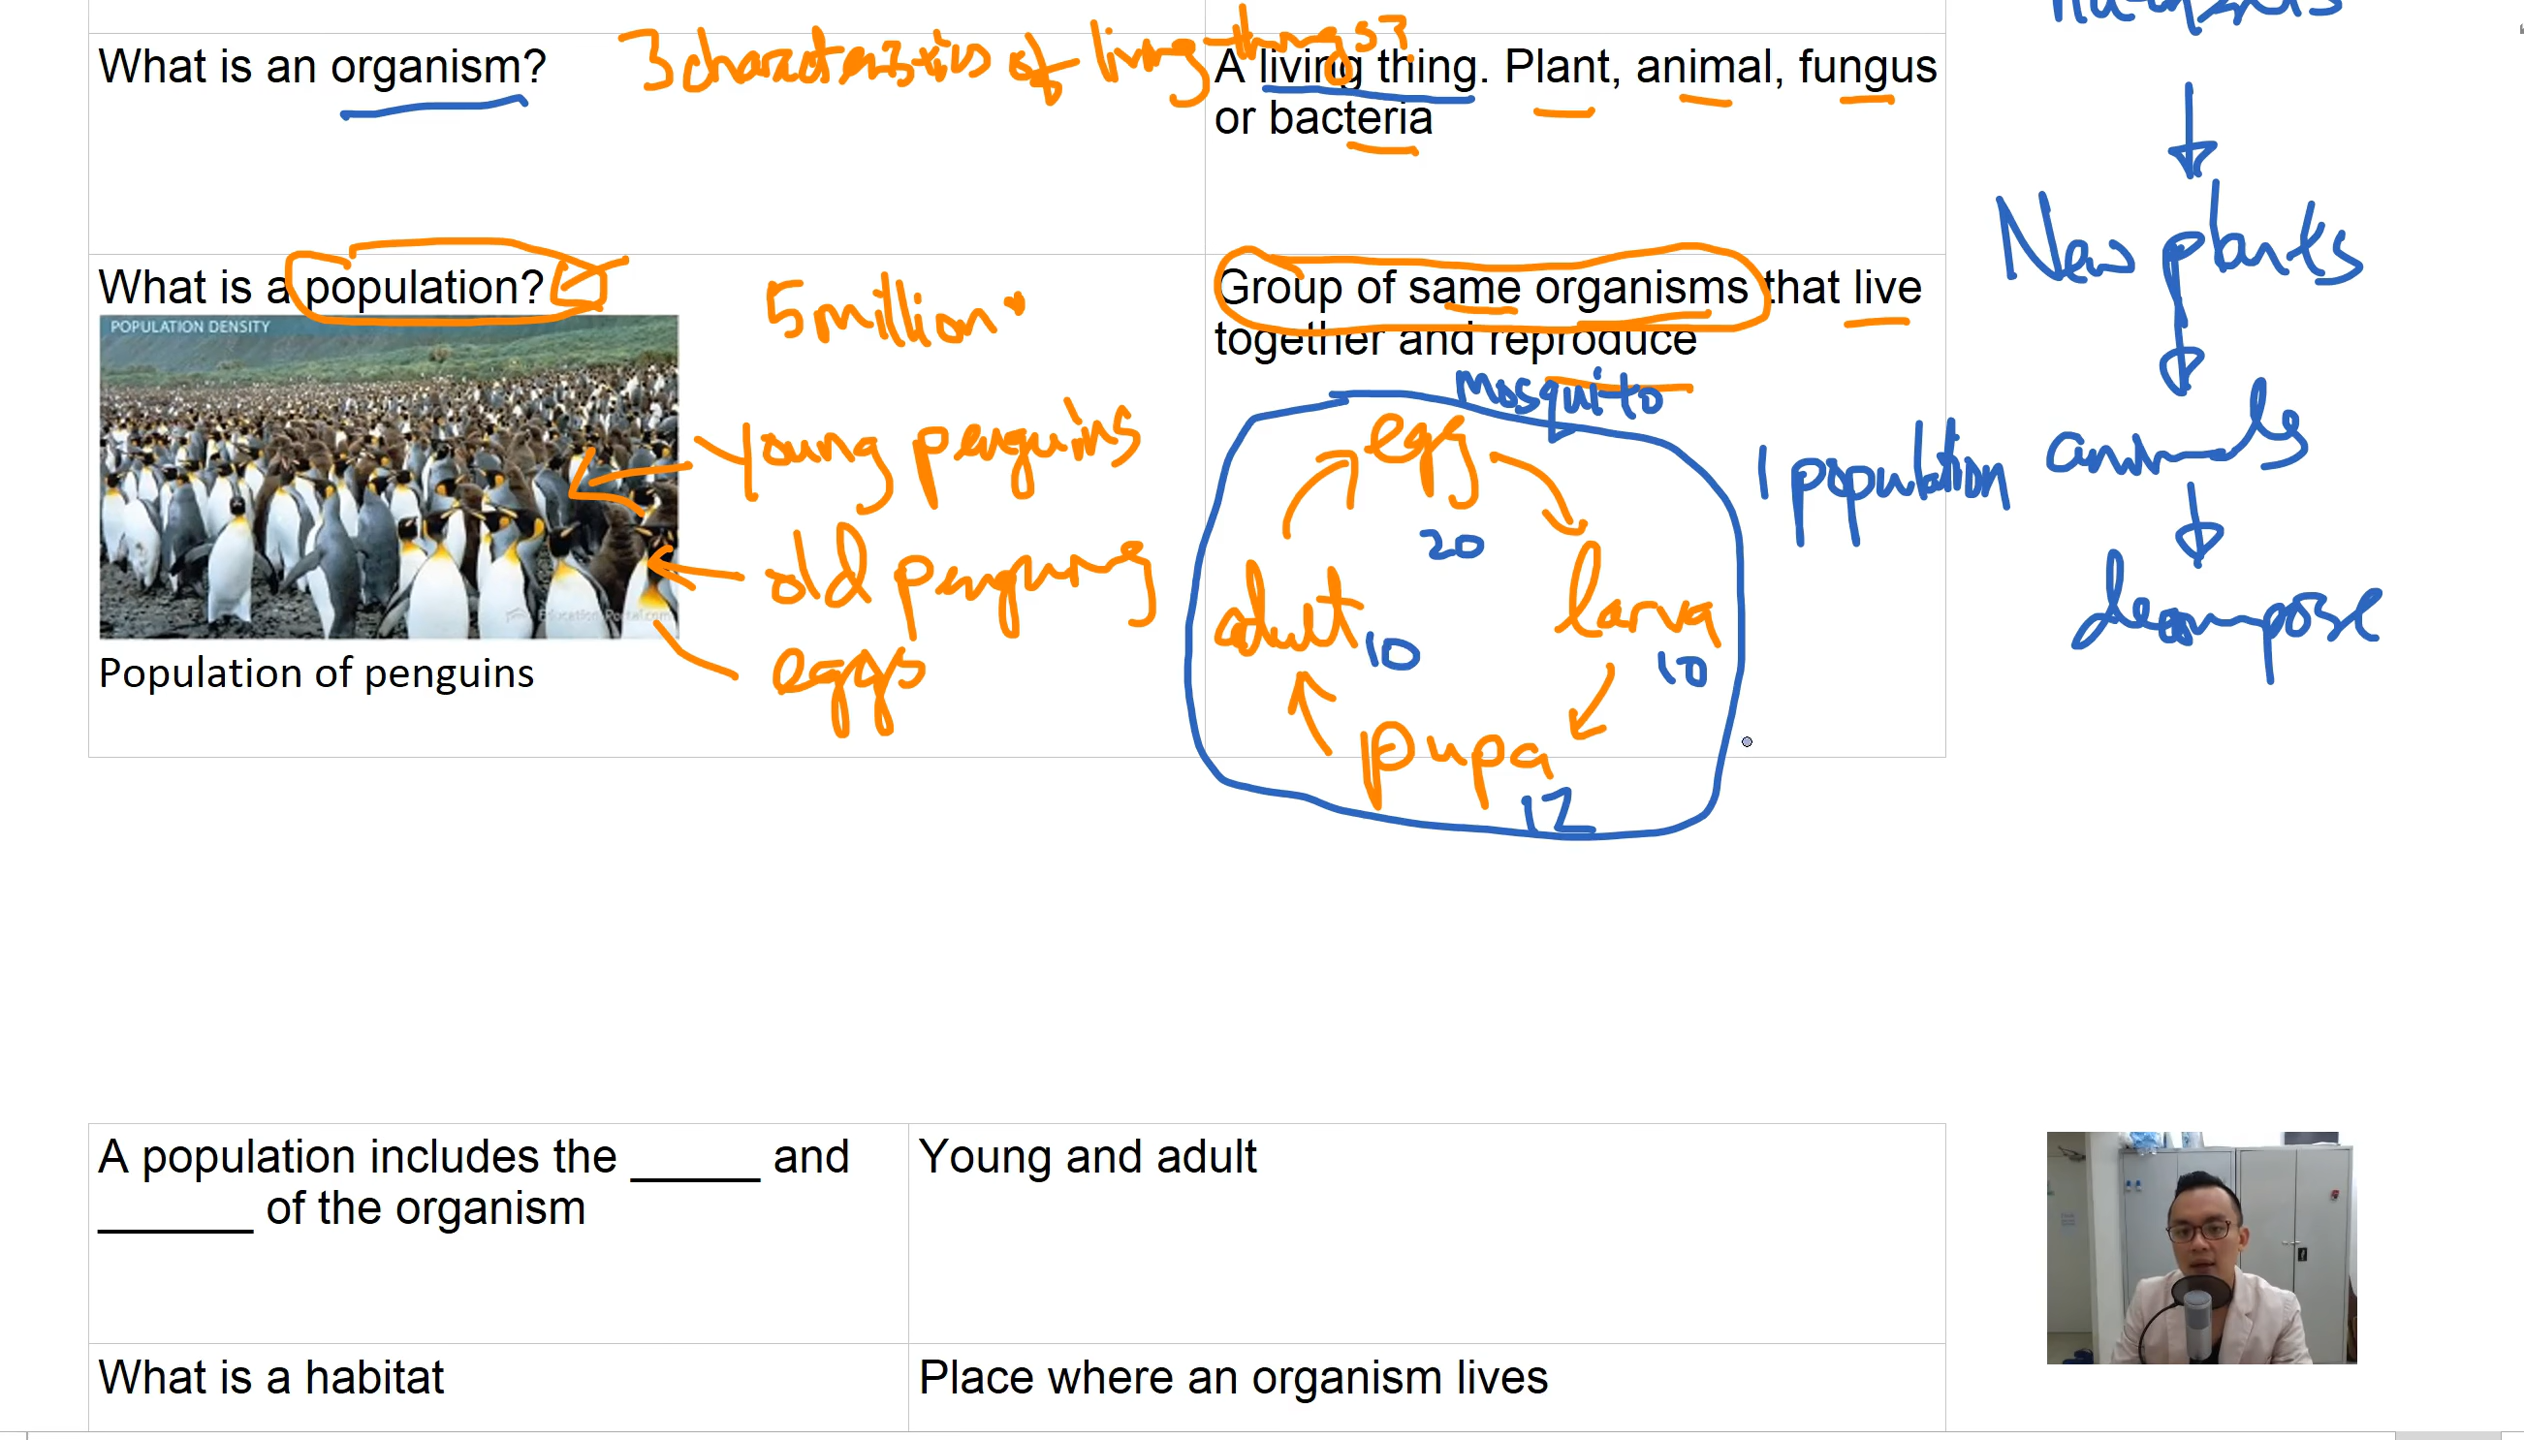 What is an organism?
3 characteristics of living things?
A living thing. Plant, animal, fungus
or bacteria
What is a population?
POPULATION DENSITY
Population of penguins
5 million
young penguins
old penguins
eggs
Group of same organisms that live
together and reproduce
Mosquito
egg
20
larva
10
pupa
12
adult
10
1 population
New plants
animals
decompose
A population includes the _____ and
______ of the organism
Young and adult
What is a habitat
Place where an organism lives